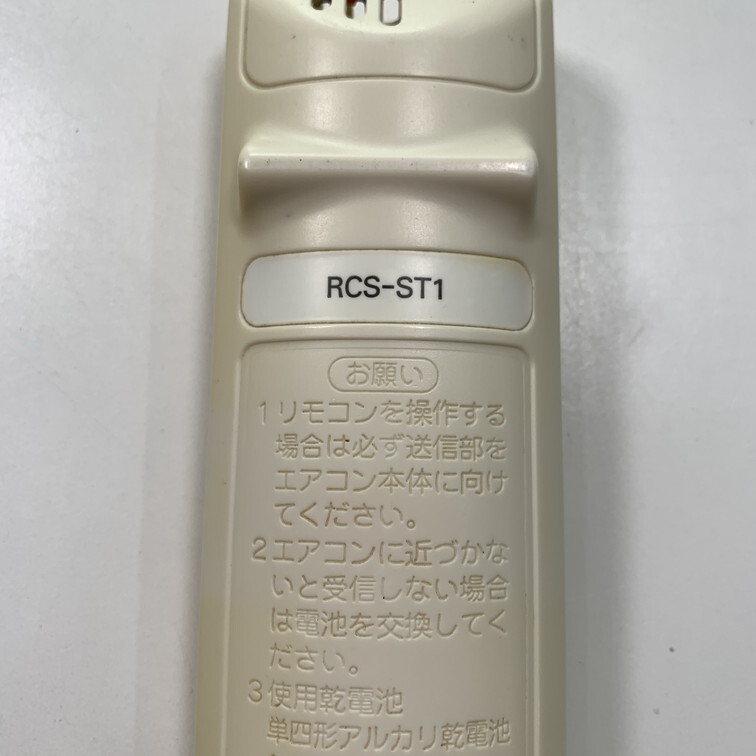 RCS-ST1
お願い
1リモコンを操作する
場合は必ず送信部を
エアコン本体に向け
てください。
2エアコンに近づかな
いと受信しない場合
は電池を交換してく
ださい。
3使用乾電池
単四形アルカリ乾電池